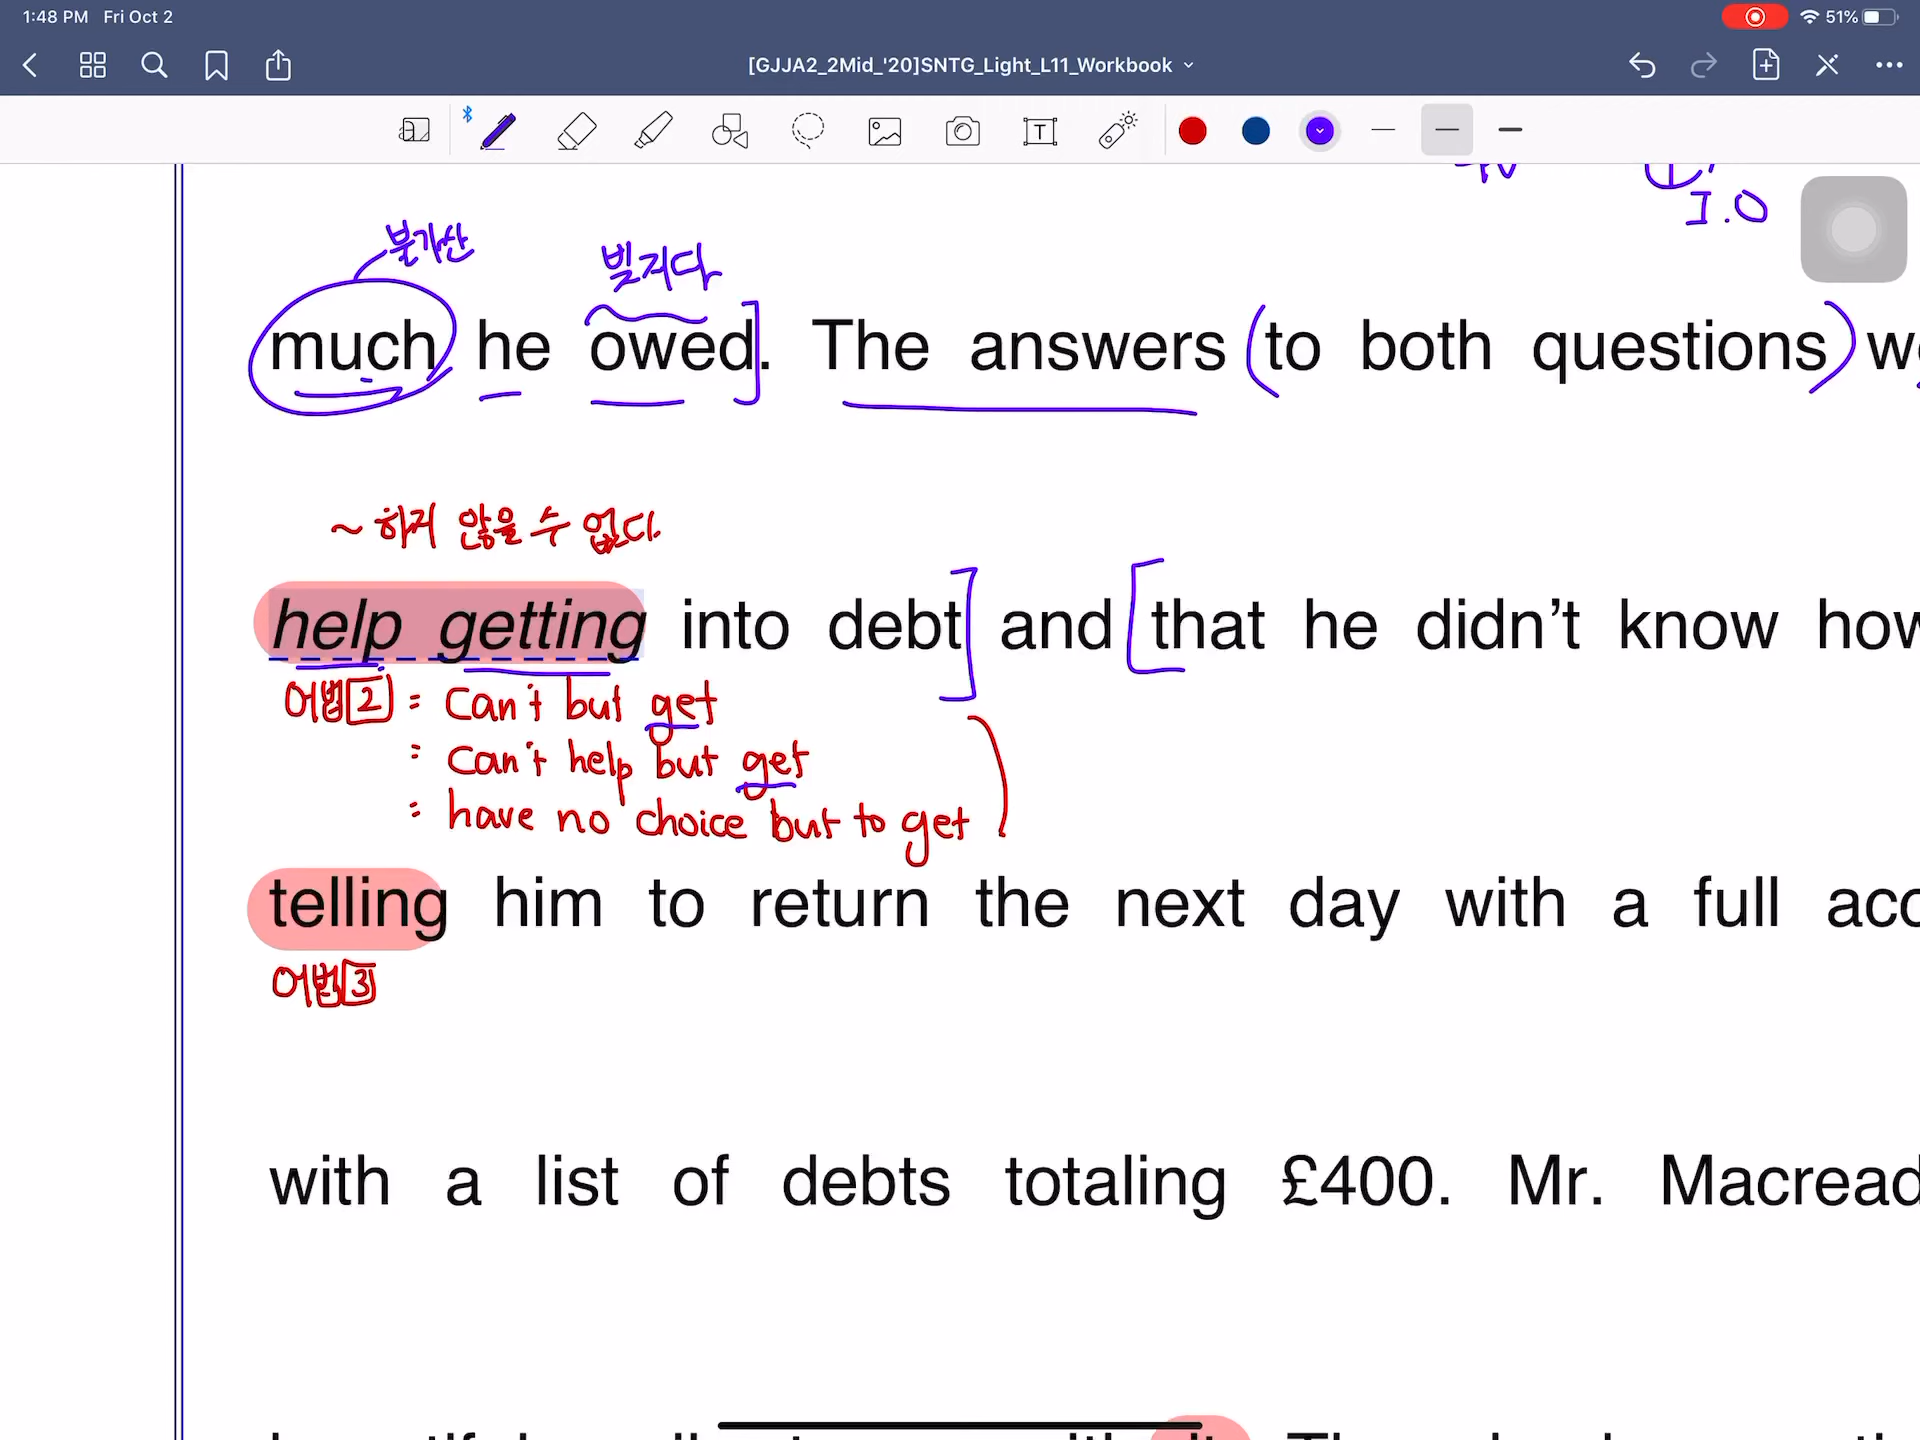 1:48 PM Fri Oct 2
51%
[GJJA2_2Mid_'20]SNTG_Light_L11_Workbook
I.O
불가산
빌지다
much he owed]. The answers (to both questions) w
~하지 않을 수 없다.
help getting into debt] and [that he didn't know how
어법[2] = can't but get
= can't help but get
= have no choice but to get
telling him to return the next day with a full acc
어법[3]
with a list of debts totaling £400. Mr. Macread